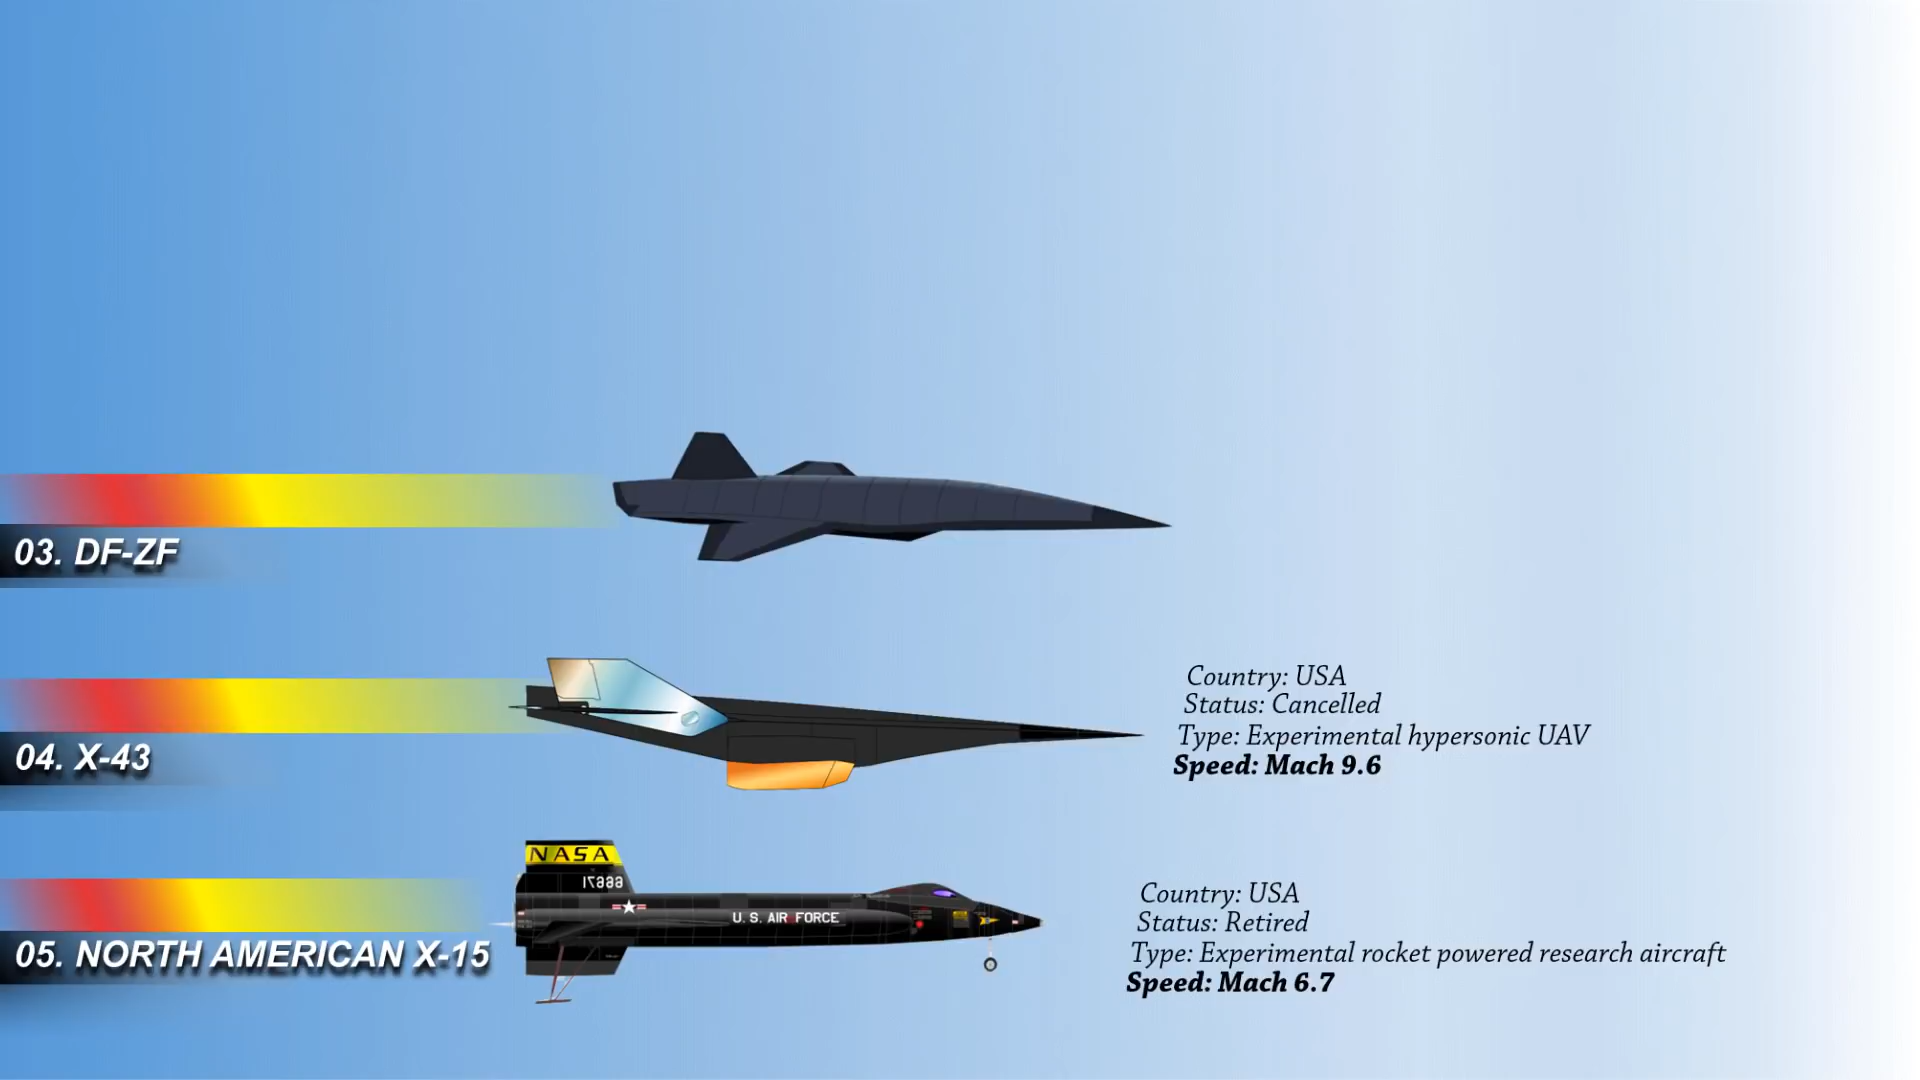 03. DF-ZF
Country: USA
Status: Cancelled
Type: Experimental hypersonic UAV
Speed: Mach 9.6
04. X-43
NASA
U. S. AIR FORCE
Country: USA
Status: Retired
Type: Experimental rocket powered research aircraft
Speed: Mach 6.7
05. NORTH AMERICAN X-15